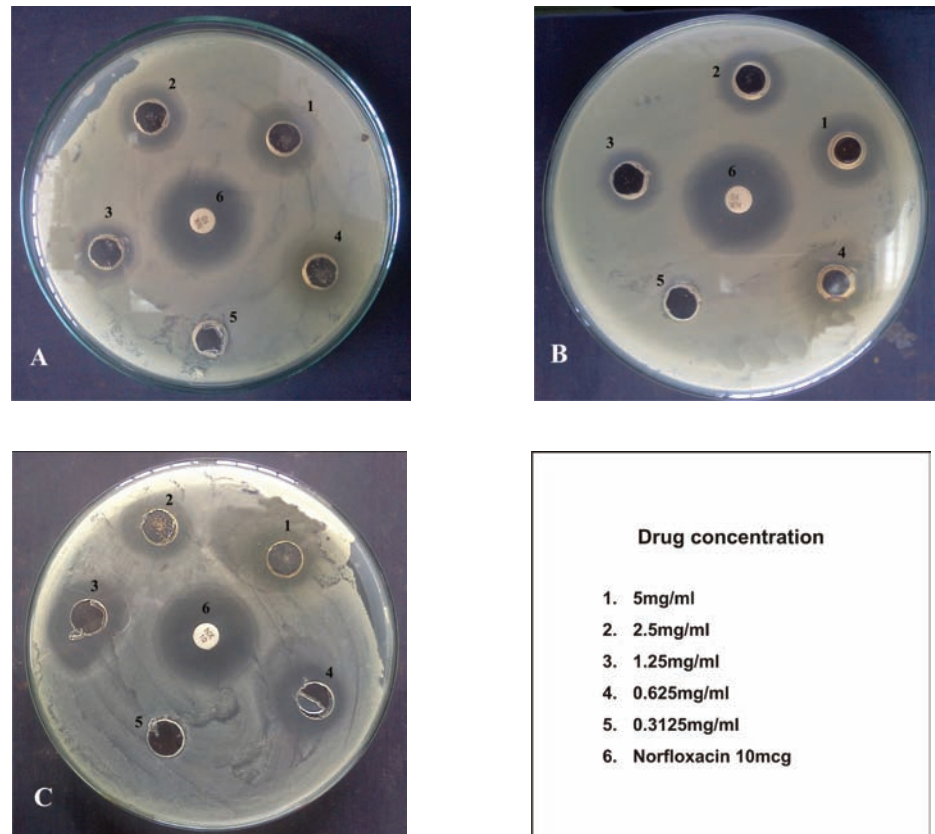 2
1
6
3
4
5
A
2
1
3
6
4
5
B
2
1
3
6
4
5
C
Drug concentration
1. 5mg/ml
2. 2.5mg/ml
3. 1.25mg/ml
4. 0.625mg/ml
5. 0.3125mg/ml
6. Norfloxacin 10mcg